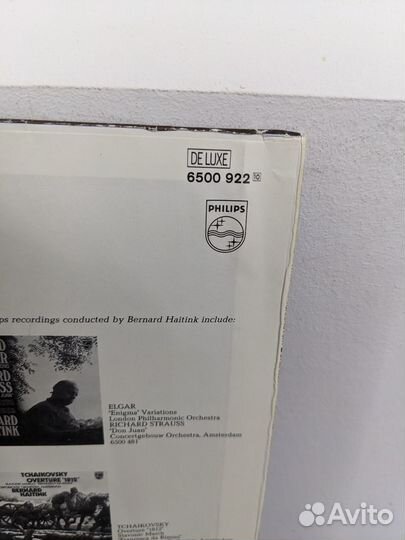 DE LUXE
6500 922 10
PHILIPS
ps recordings conducted by Bernard Haitink include:
ELGAR
"Enigma" Variations
London Philharmonic Orchestra
RICHARD STRAUSS
"Don Juan"
Concertgebouw Orchestra, Amsterdam
6500 481
TCHAIKOVSKY
OVERTURE "1812"
BERNARD
HAITINK
TCHAIKOVSKY
Overture "1812"
Slavonic March
Avito